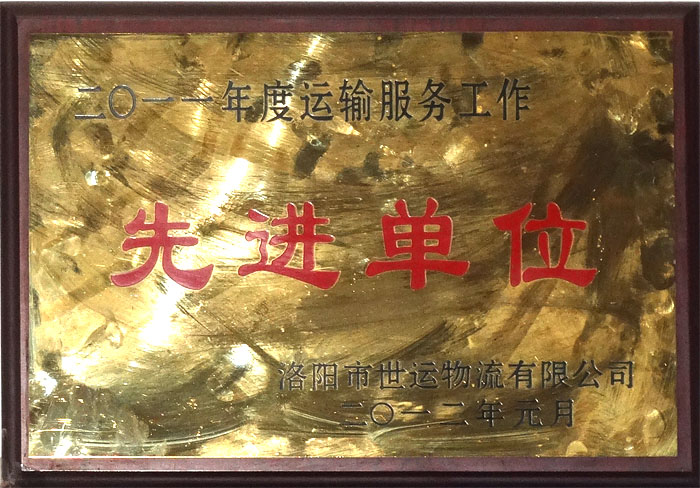 二〇一一年度运输服务工作
先进单位
洛阳市世运物流有限公司
二〇一二年元月